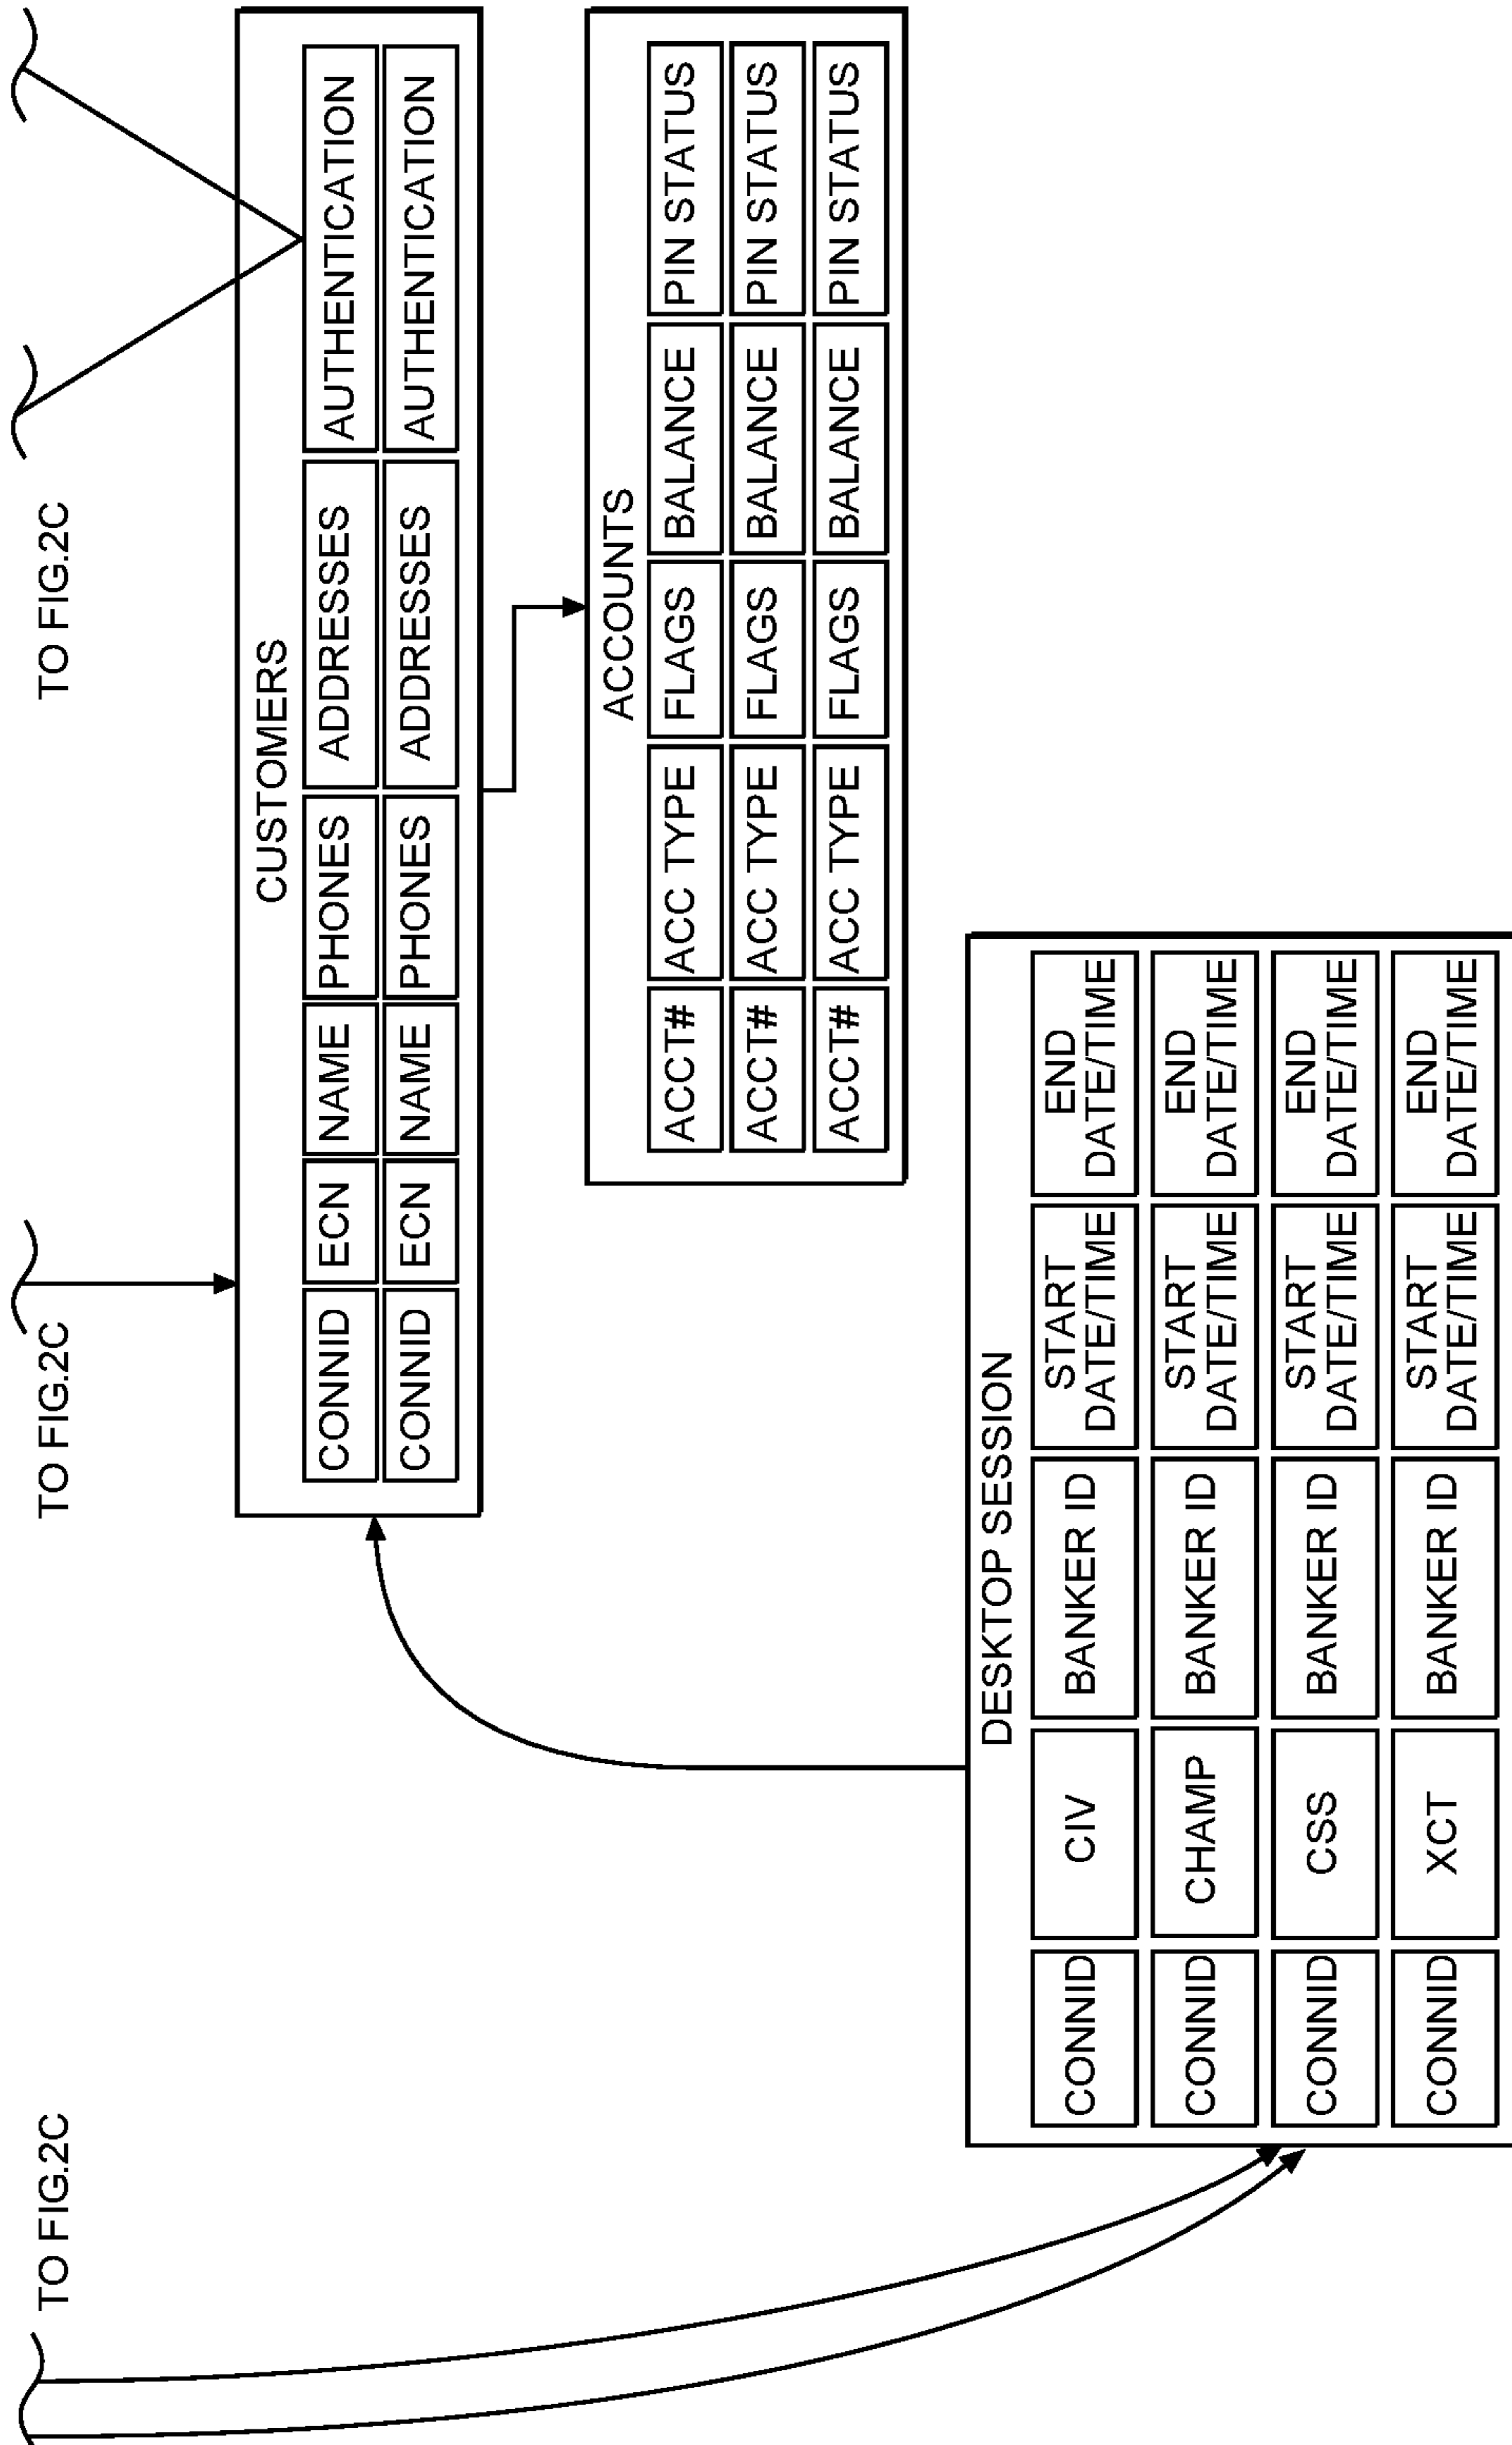 TO FIG.2C
TO FIG.2C
TO FIG.2C
CUSTOMERS
CONNID ECN NAME PHONES ADDRESSES AUTHENTICATION
CONNID ECN NAME PHONES ADDRESSES AUTHENTICATION
ACCOUNTS
ACCT# ACC TYPE FLAGS BALANCE PIN STATUS
ACCT# ACC TYPE FLAGS BALANCE PIN STATUS
ACCT# ACC TYPE FLAGS BALANCE PIN STATUS
DESKTOP SESSION
CONNID CIV BANKER ID START DATE/TIME END DATE/TIME
CONNID CHAMP BANKER ID START DATE/TIME END DATE/TIME
CONNID CSS BANKER ID START DATE/TIME END DATE/TIME
CONNID XCT BANKER ID START DATE/TIME END DATE/TIME